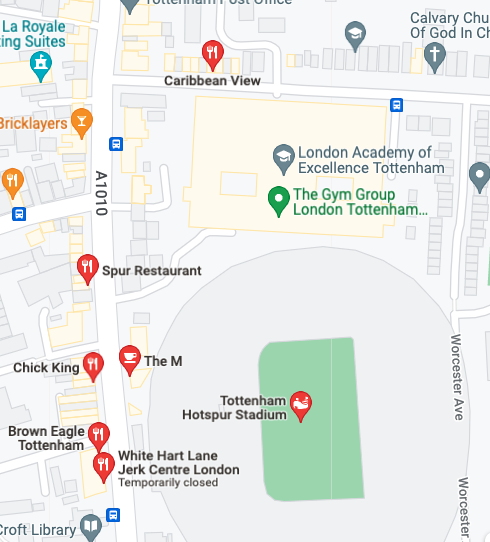 Tottenham Post Office
La Royale
ting Suites
Calvary Chu
Of God In Ch
Caribbean View
Bricklayers
A1010
London Academy of
Excellence Tottenham
The Gym Group
London Tottenham...
Spur Restaurant
Worcester Ave
The M
Chick King
Tottenham
Hotspur Stadium
Brown Eagle
Tottenham
White Hart Lane
Jerk Centre London
Temporarily closed
Worcester
Croft Library